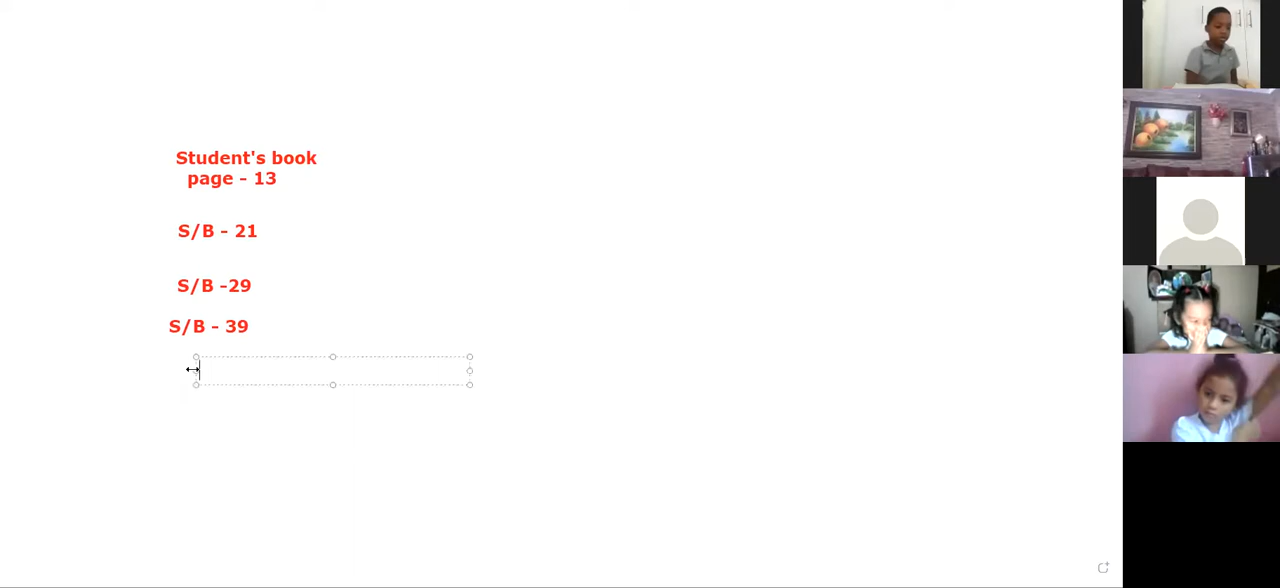 Student's book
page - 13
S/B - 21
S/B -29
S/B - 39